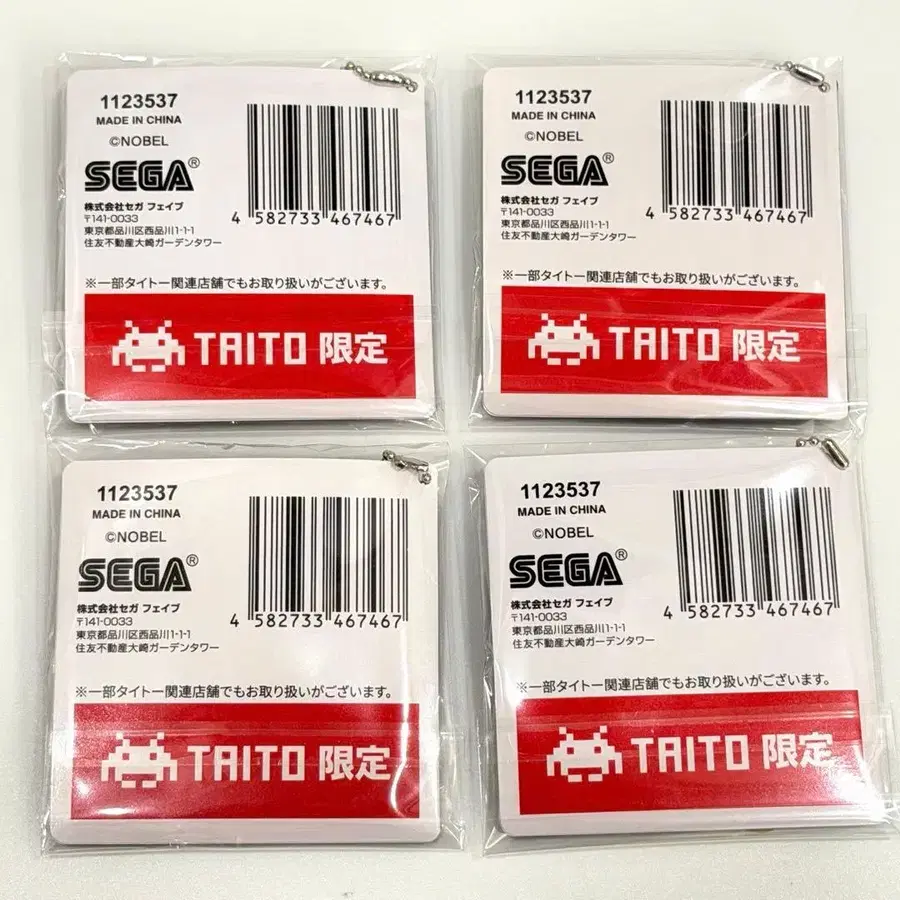 1123537
MADE IN CHINA
©NOBEL
SEGA®
株式会社セガ フェイブ
〒141-0033
東京都品川区西品川1-1-1
住友不動産大崎ガーデンタワー
4 582733 467467
※一部タイトー関連店舗でもお取り扱いがございます。
TAITO 限定
1123537
MADE IN CHINA
©NOBEL
SEGA®
株式会社セガ フェイブ
〒141-0033
東京都品川区西品川1-1-1
住友不動産大崎ガーデンタワー
4 582733 467467
※一部タイトー関連店舗でもお取り扱いがございます。
TAITO 限定
1123537
MADE IN CHINA
©NOBEL
SEGA®
株式会社セガ フェイブ
〒141-0033
東京都品川区西品川1-1-1
住友不動産大崎ガーデンタワー
4 582733 467467
※一部タイトー関連店舗でもお取り扱いがございます。
TAITO 限定
1123537
MADE IN CHINA
©NOBEL
SEGA®
株式会社セガ フェイブ
〒141-0033
東京都品川区西品川1-1-1
住友不動産大崎ガーデンタワー
4 582733 467467
※一部タイトー関連店舗でもお取り扱いがございます。
TAITO 限定